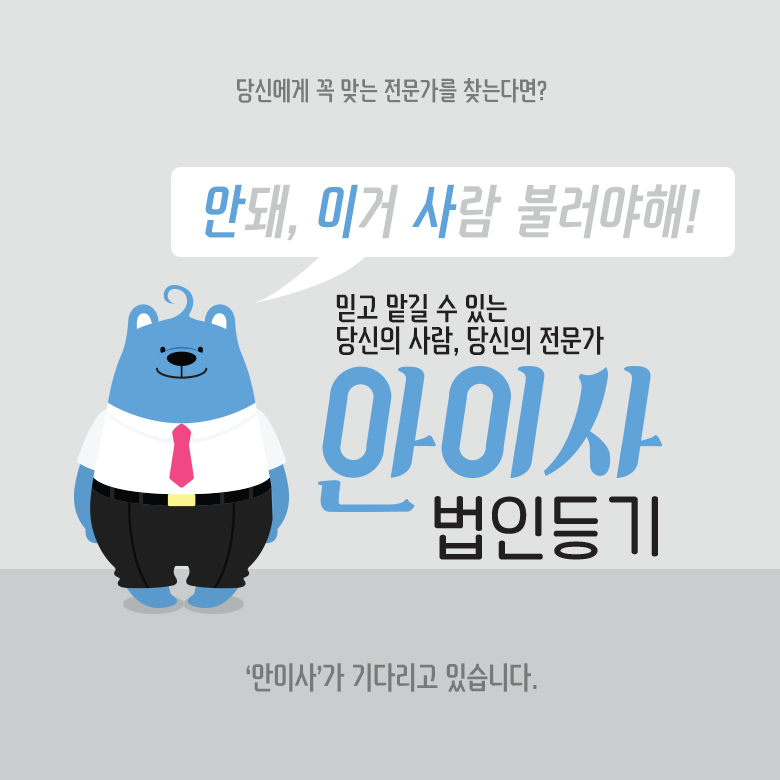 당신에게 꼭 맞는 전문가를 찾는다면?
안돼, 이거 사람 불러야해!
믿고 맡길 수 있는
당신의 사람, 당신의 전문가
안이사
법인등기
‘안이사’가 기다리고 있습니다.